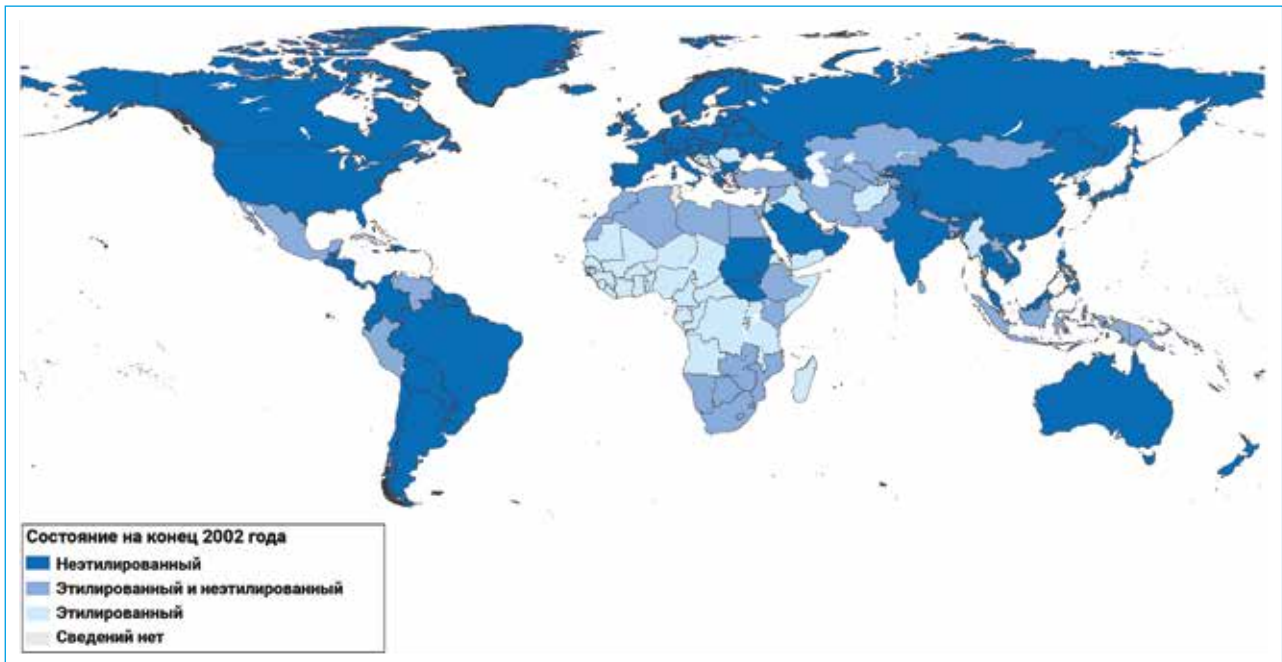 Состояние на конец 2002 года
Неэтилированный
Этилированный и неэтилированный
Этилированный
Сведений нет